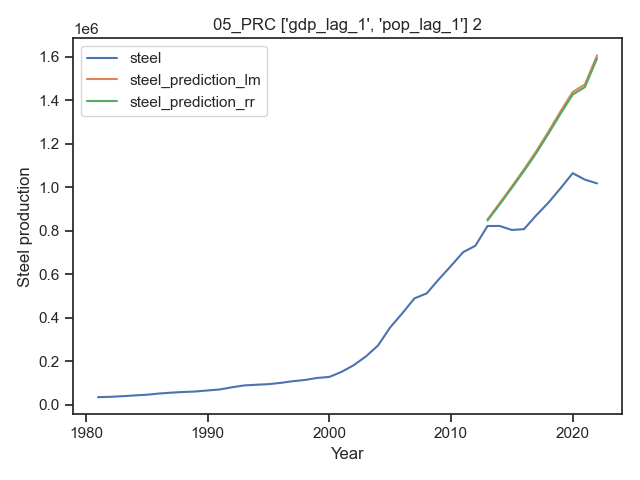 05_PRC ['gdp_lag_1', 'pop_lag_1'] 2
1e6
steel
steel_prediction_lm
steel_prediction_rr
1.6
1.4
1.2
1.0
0.8
0.6
0.4
0.2
0.0
Steel production
1980
1990
2000
2010
2020
Year